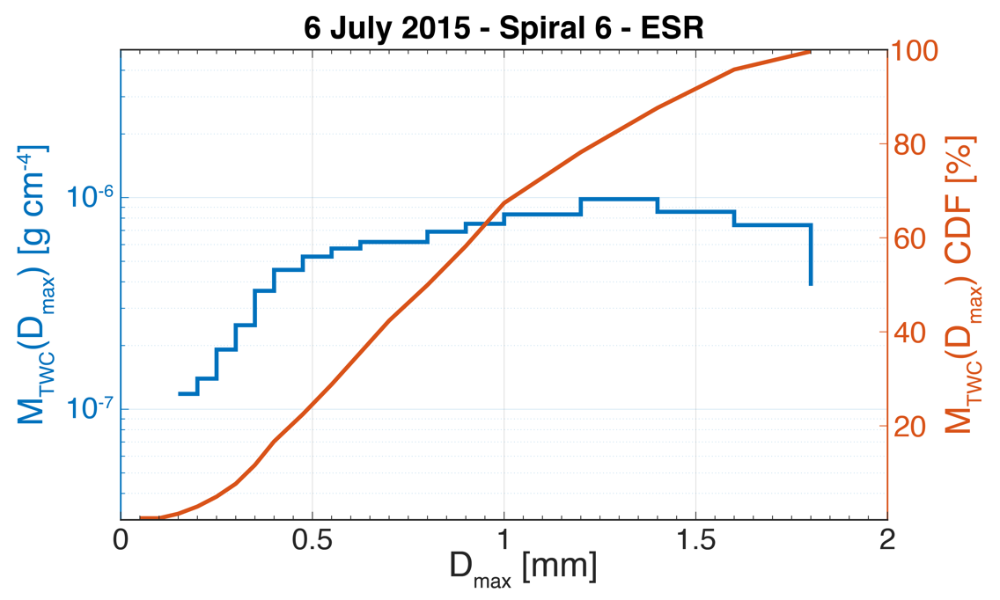 6 July 2015 - Spiral 6 - ESR
M_TWC(D_max) [g cm^-4]
10^-6
10^-7
100
80
60
40
20
M_TWC(D_max) CDF [%]
0 0.5 1 1.5 2
D_max [mm]